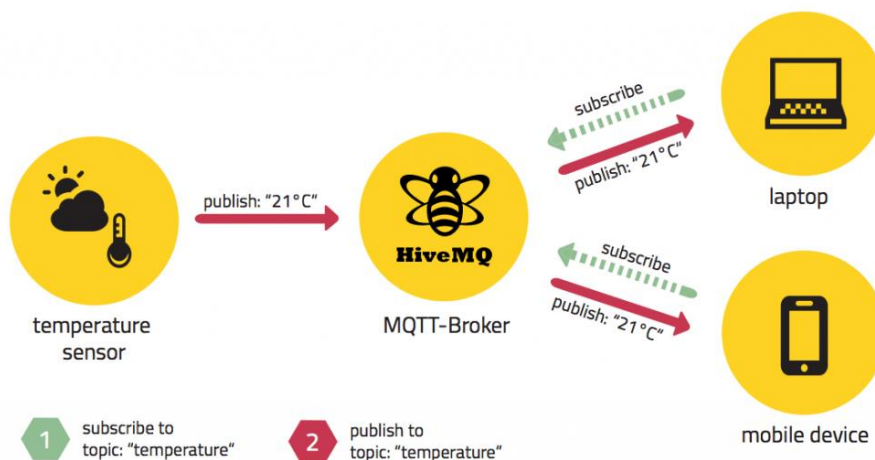 subscribe
publish: "21°C"
laptop
publish: "21°C"
HiveMQ
temperature
sensor
MQTT-Broker
subscribe
publish: "21°C"
mobile device
1
subscribe to
topic: "temperature"
2
publish to
topic: "temperature"